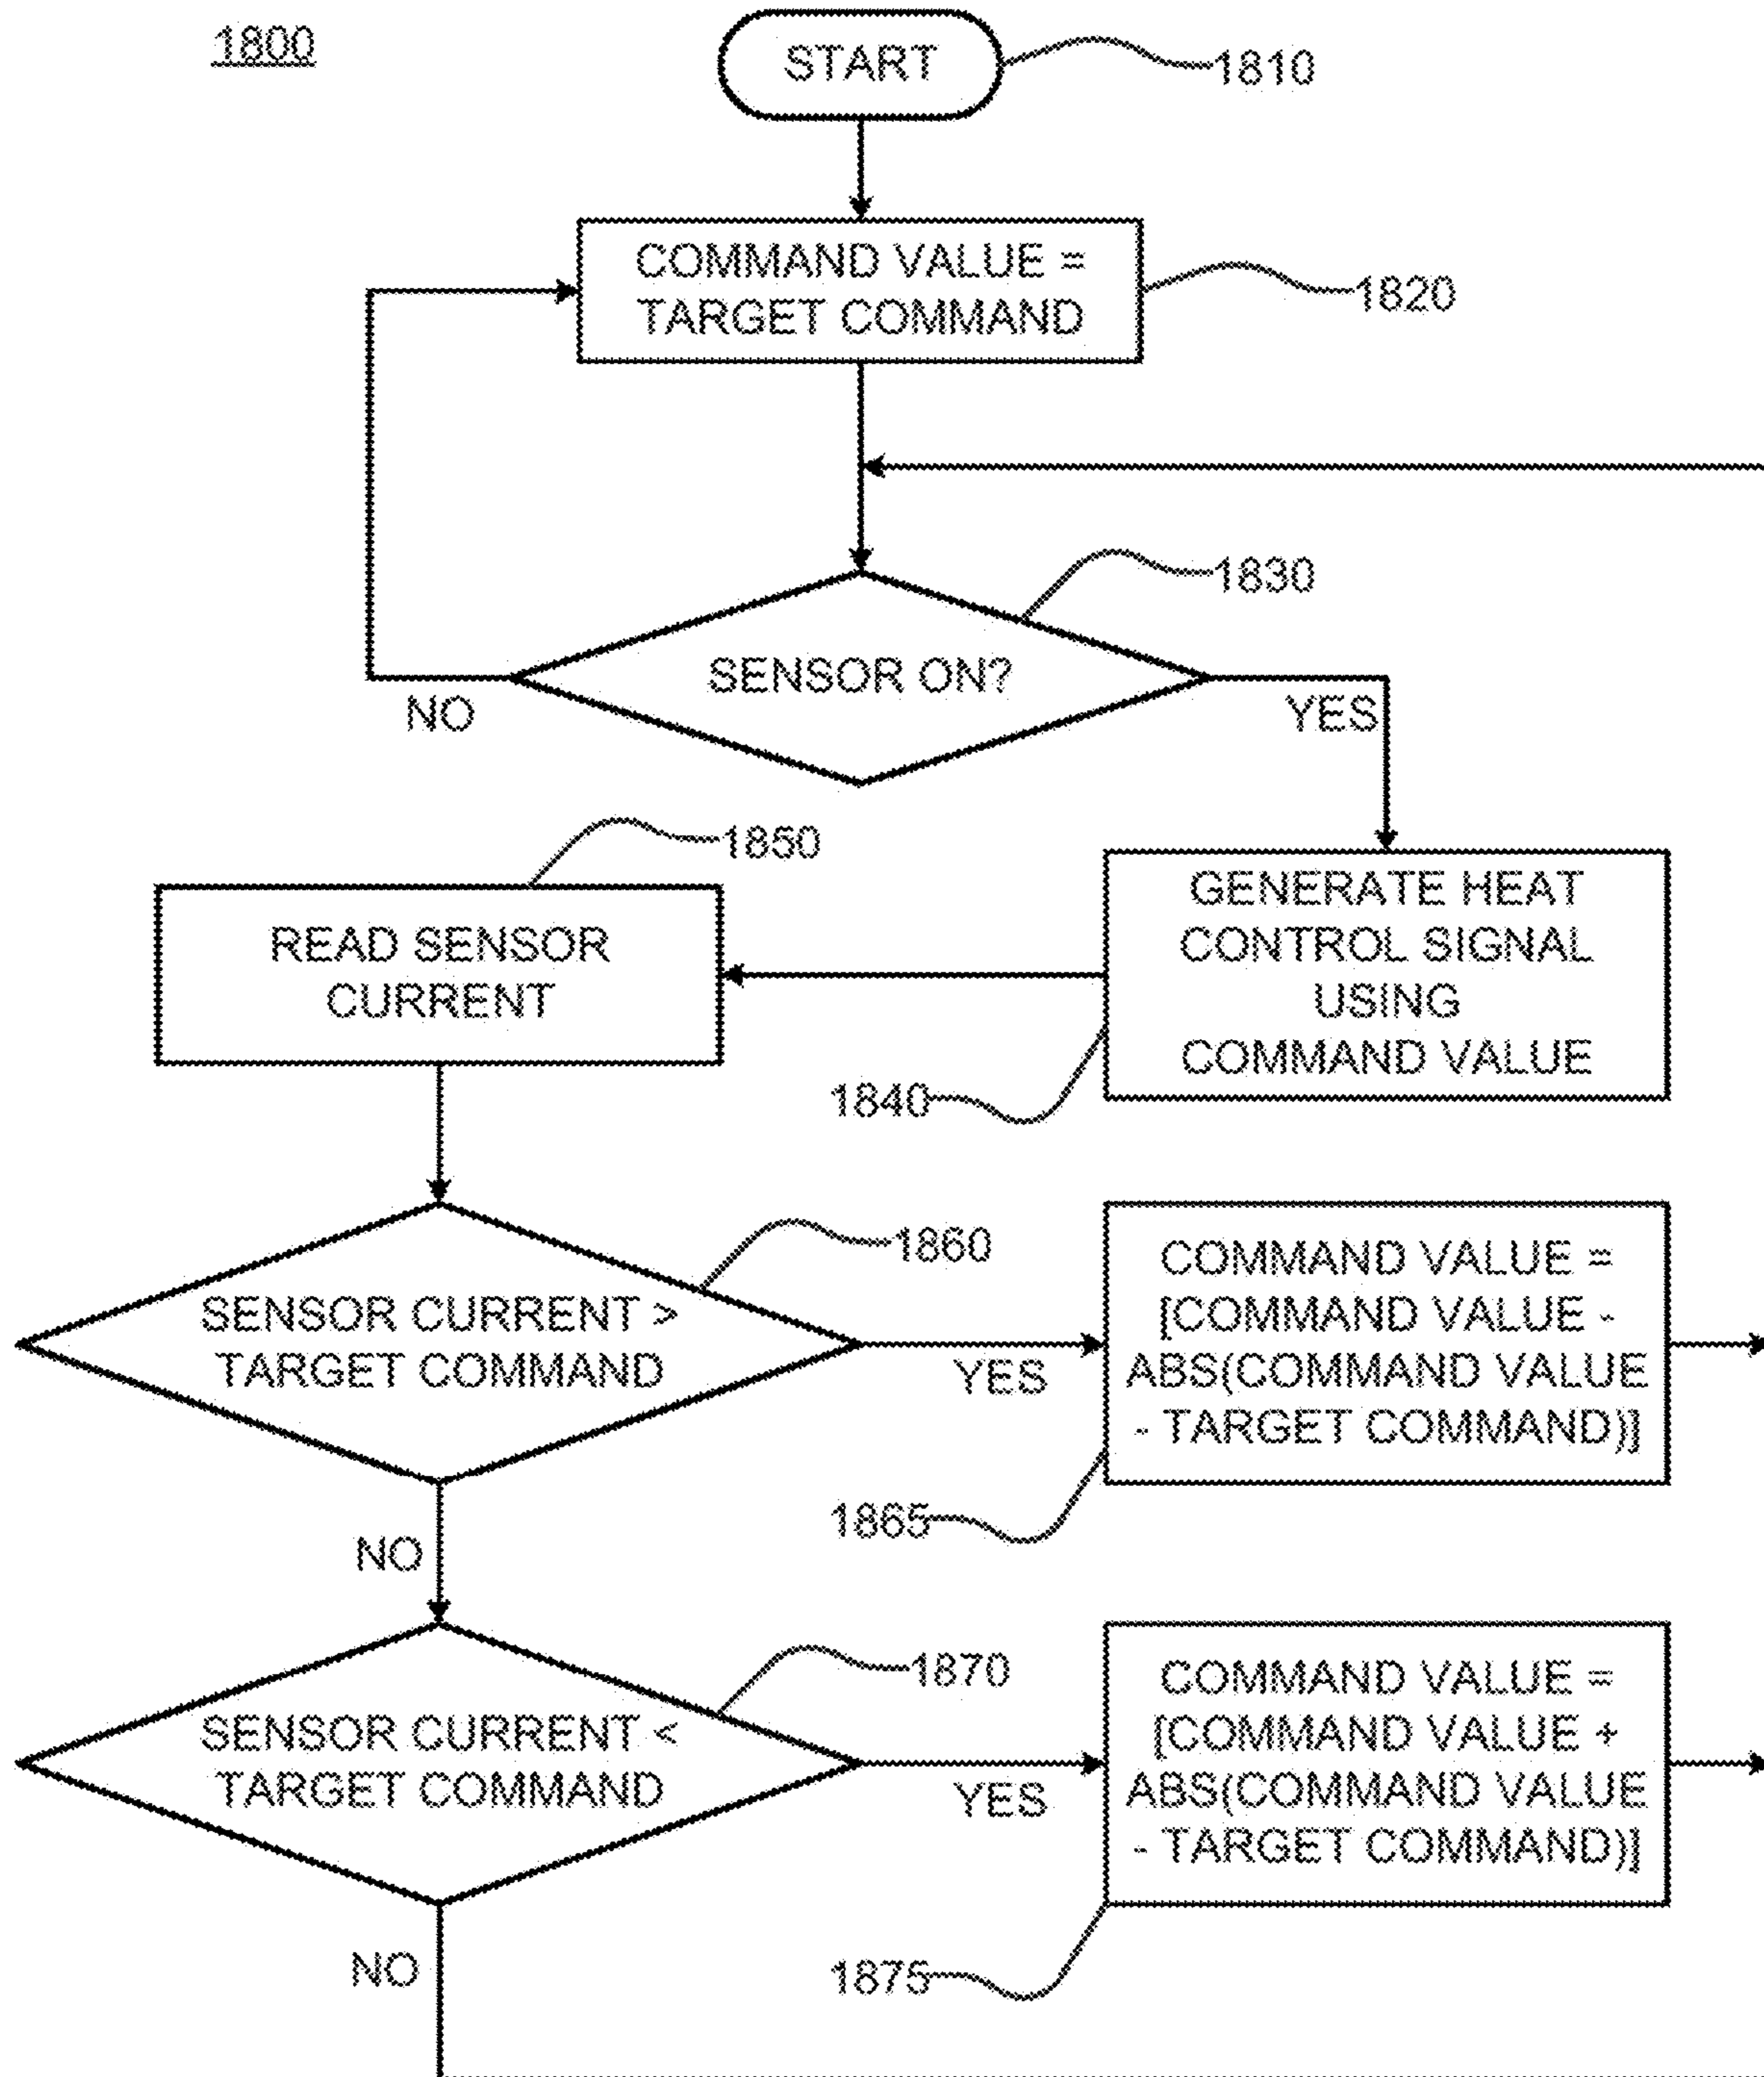 1800
START
1810
COMMAND VALUE =
TARGET COMMAND
1820
1830
SENSOR ON?
NO
YES
1850
READ SENSOR
CURRENT
GENERATE HEAT
CONTROL SIGNAL
USING
COMMAND VALUE
1840
1860
SENSOR CURRENT >
TARGET COMMAND
YES
COMMAND VALUE =
[COMMAND VALUE -
ABS(COMMAND VALUE
- TARGET COMMAND)]
1865
NO
1870
SENSOR CURRENT <
TARGET COMMAND
YES
COMMAND VALUE =
[COMMAND VALUE +
ABS(COMMAND VALUE
- TARGET COMMAND)]
1875
NO